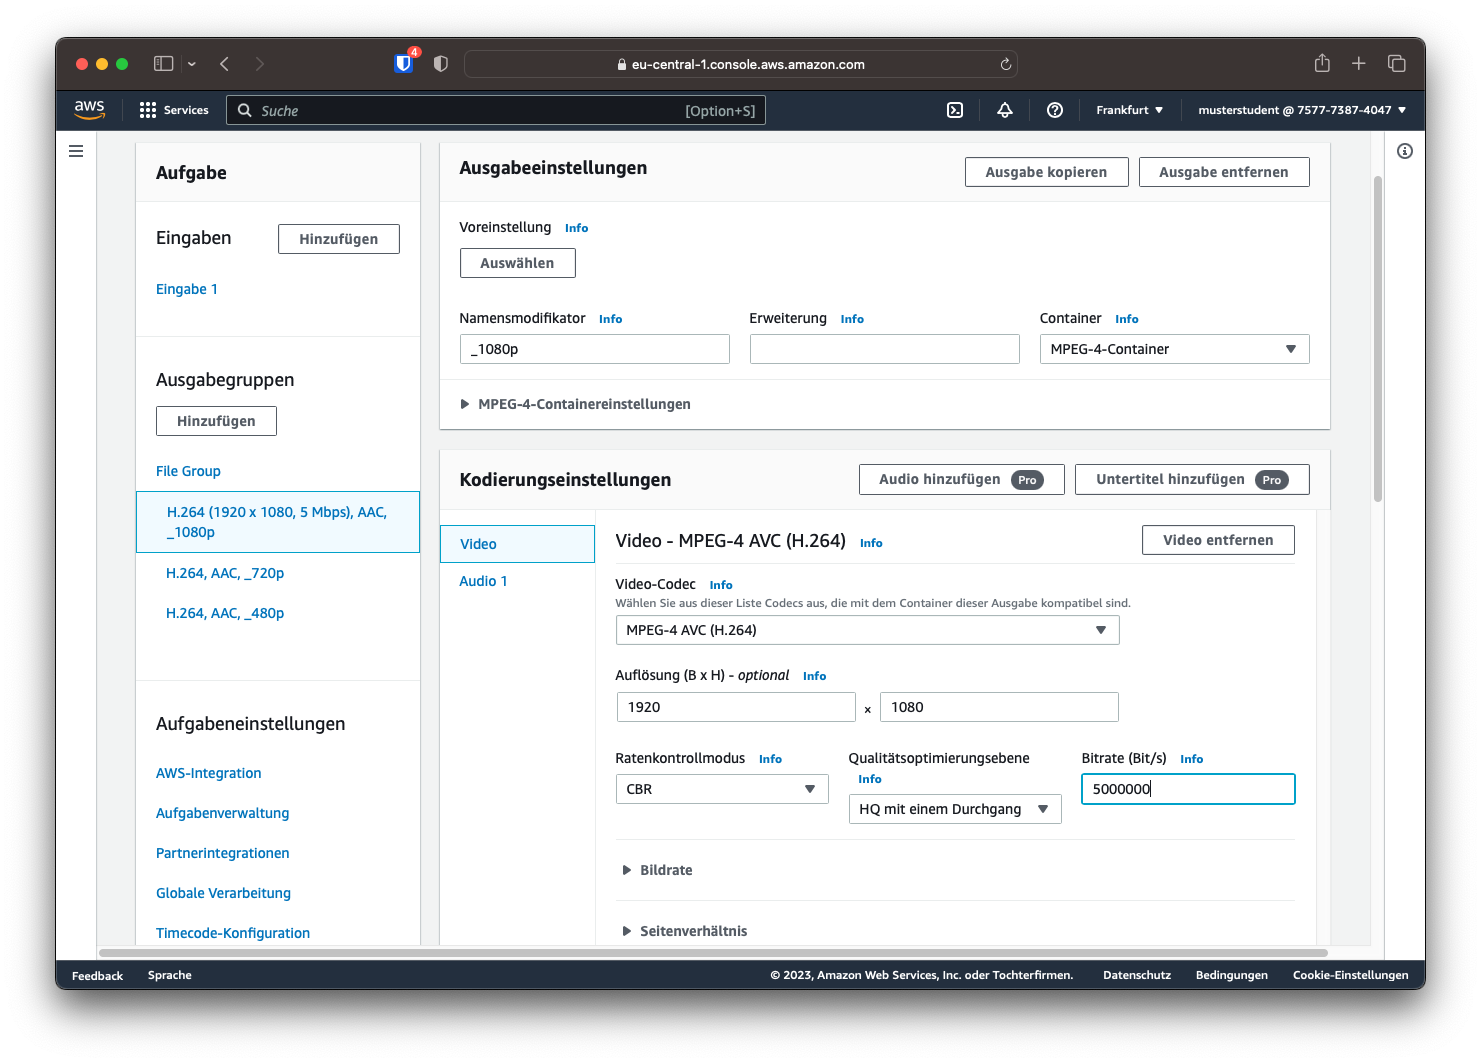 4
eu-central-1.console.aws.amazon.com
aws
Services
Suche
[Option+S]
Frankfurt
musterstudent @ 7577-7387-4047
Aufgabe
Eingaben
Hinzufügen
Eingabe 1
Ausgabegruppen
Hinzufügen
File Group
H.264 (1920 x 1080, 5 Mbps), AAC,
_1080p
H.264, AAC, _720p
H.264, AAC, _480p
Aufgabeneinstellungen
AWS-Integration
Aufgabenverwaltung
Partnerintegrationen
Globale Verarbeitung
Timecode-Konfiguration
Ausgabeeinstellungen
Ausgabe kopieren
Ausgabe entfernen
Voreinstellung Info
Auswählen
Namensmodifikator Info
_1080p
Erweiterung Info
Container Info
MPEG-4-Container
MPEG-4-Containereinstellungen
Kodierungseinstellungen
Audio hinzufügen Pro
Untertitel hinzufügen Pro
Video
Audio 1
Video - MPEG-4 AVC (H.264) Info
Video entfernen
Video-Codec Info
Wählen Sie aus dieser Liste Codecs aus, die mit dem Container dieser Ausgabe kompatibel sind.
MPEG-4 AVC (H.264)
Auflösung (B x H) - optional Info
1920 x 1080
Ratenkontrollmodus Info
CBR
Qualitätsoptimierungsebene
Info
HQ mit einem Durchgang
Bitrate (Bit/s) Info
5000000
Bildrate
Seitenverhältnis
Feedback
Sprache
© 2023, Amazon Web Services, Inc. oder Tochterfirmen.
Datenschutz
Bedingungen
Cookie-Einstellungen